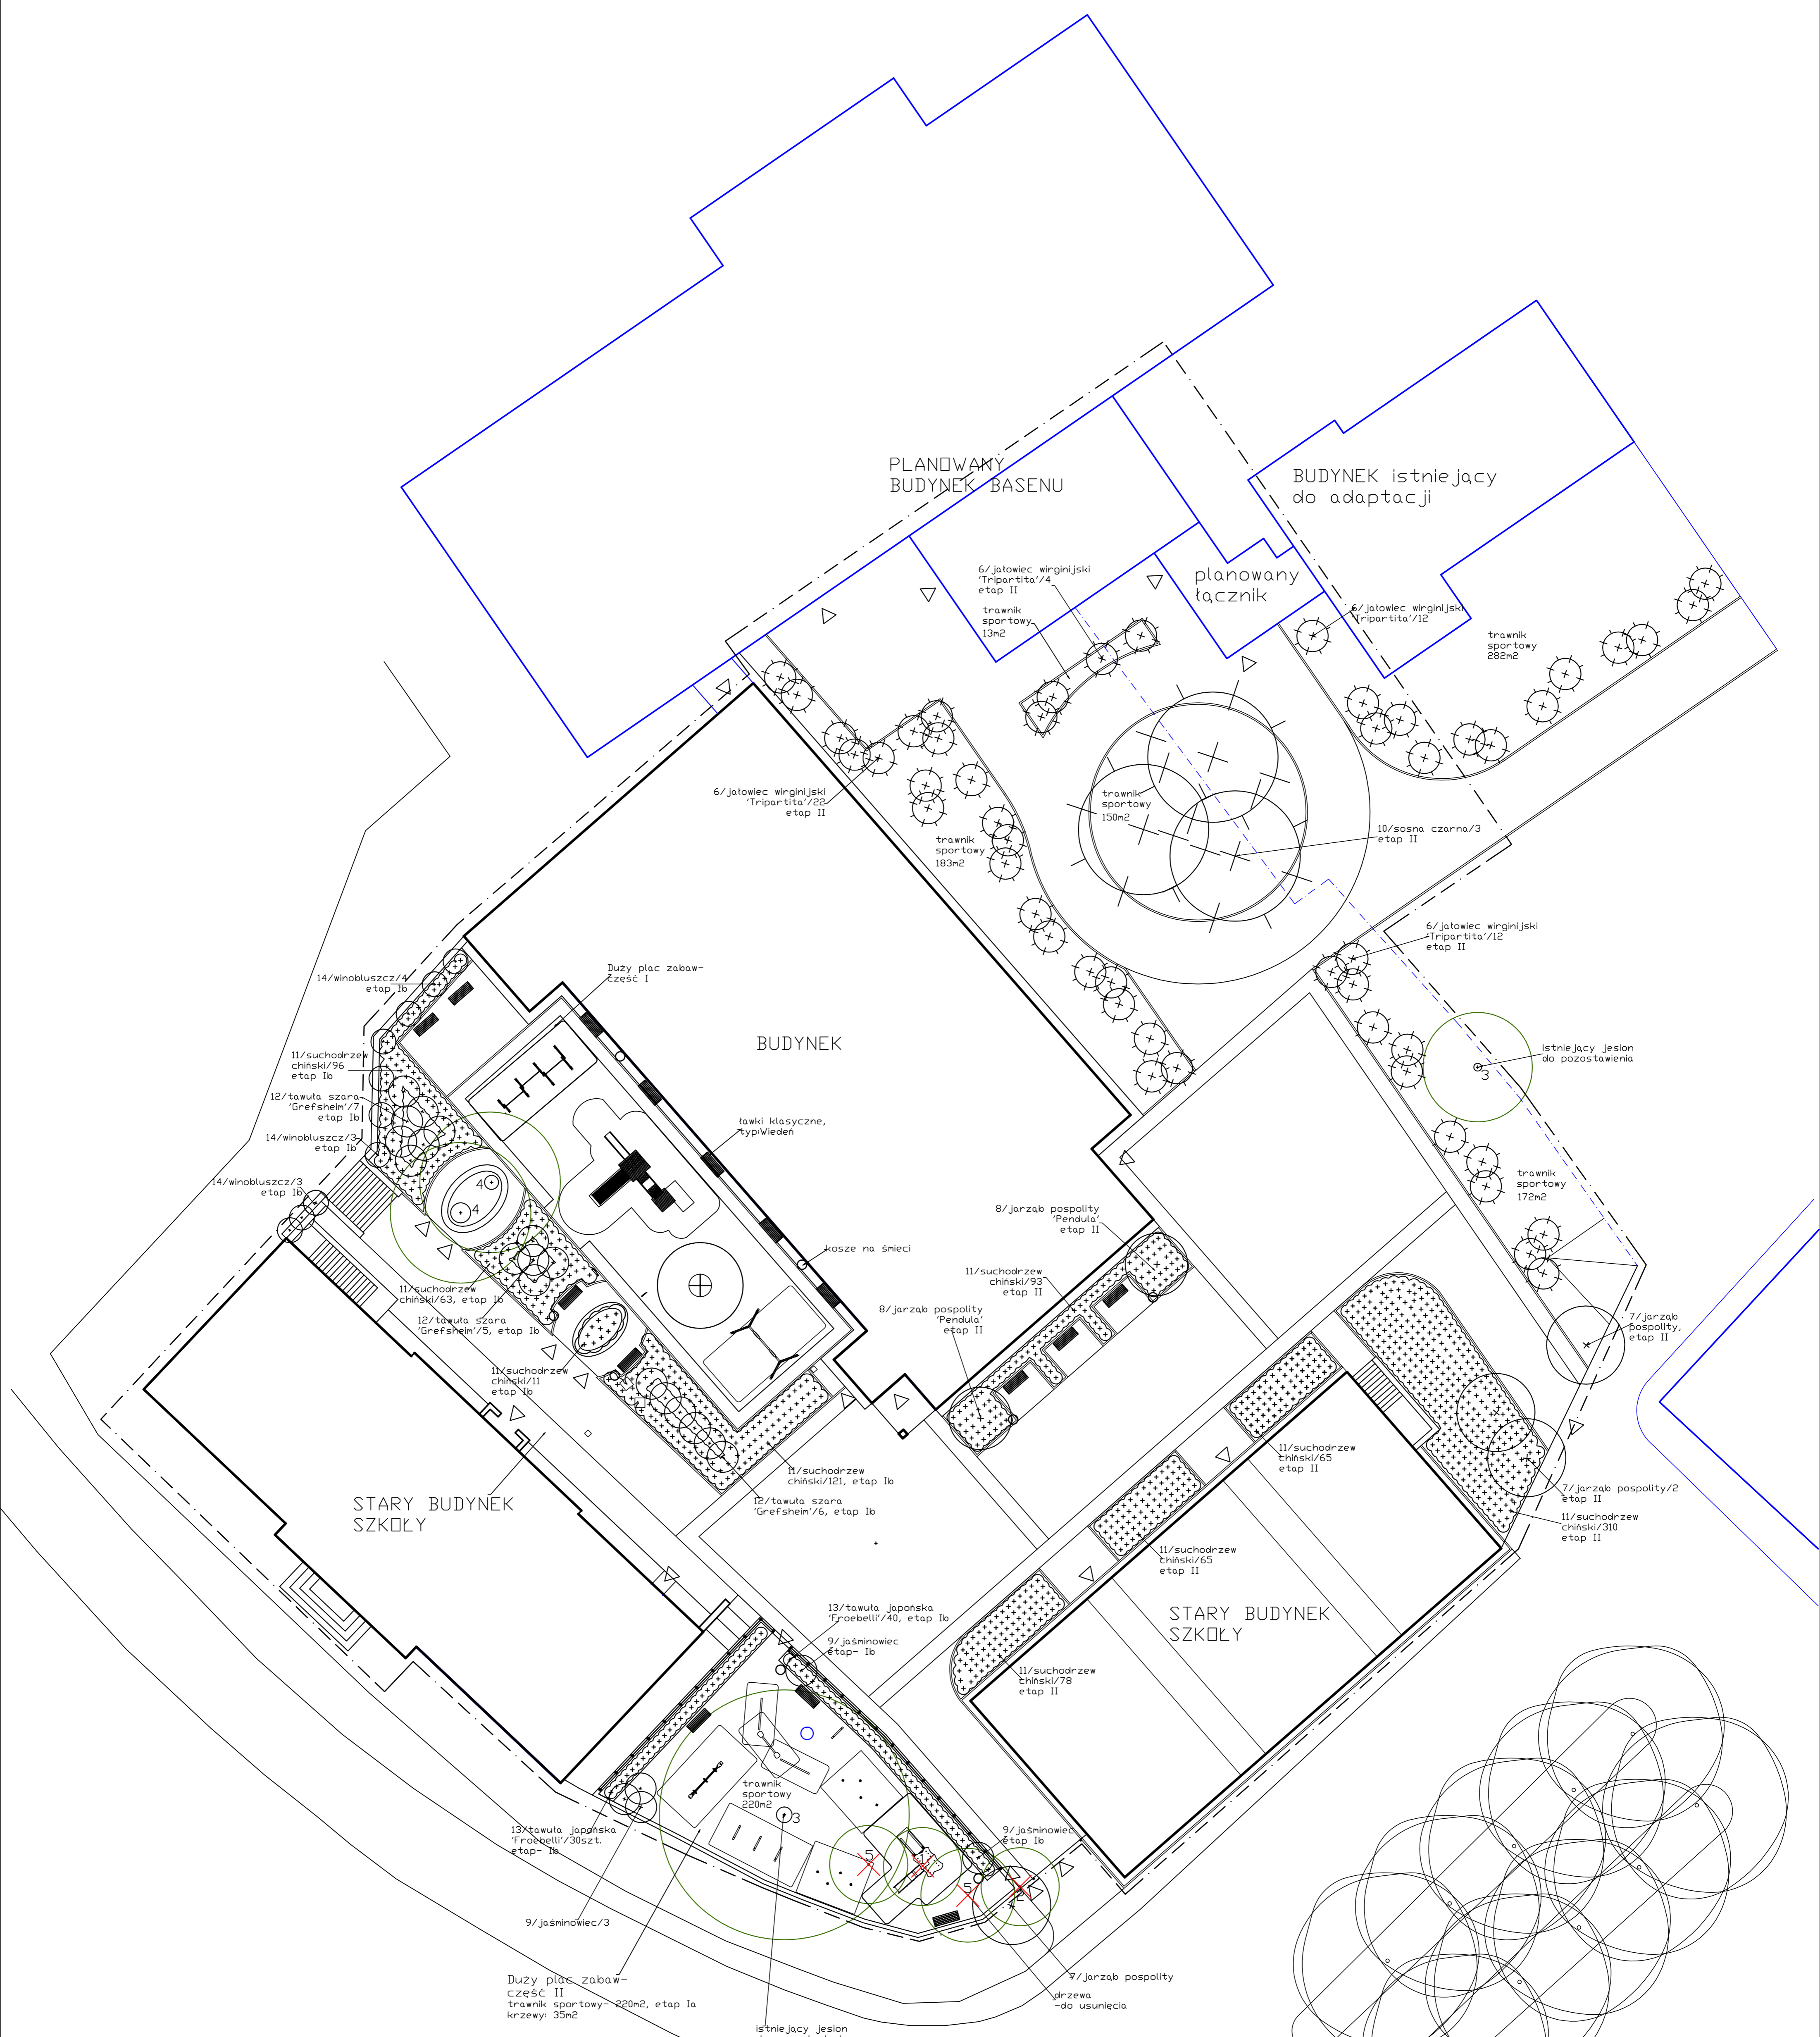 PLANOWANY
BUDYNEK BASENU
BUDYNEK istniejący
do adaptacji
6/jałowiec wirginijski
'Tripartita'/4
etap II
trawnik
sportowy
13m2
planowany
łącznik
6/jałowiec wirginijski
'Tripartita'/12
trawnik
sportowy
282m2
6/jałowiec wirginijski
'Tripartita'/22
etap II
trawnik
sportowy
150m2
trawnik
sportowy
183m2
10/sosna czarna/3
etap II
6/jałowiec wirginijski
'Tripartita'/12
etap II
Duży plac zabaw-
Część I
14/winobluszcz/4
etap Ib
BUDYNEK
istniejący jesion
do pozostawienia
3
11/suchodrzew
chiński/96
etap Ib
12/tawuła szara
'Grefsheim'/7
etap Ib
14/winobluszcz/3
etap Ib
14/winobluszcz/3
etap Ib
4
4
ławki klasyczne,
typ:Wiedeń
trawnik
sportowy
172m2
8/jarząb pospolity
'Pendula'
etap II
kosze na śmieci
11/suchodrzew
chiński/93
etap II
8/jarząb pospolity
'Pendula'
etap II
11/suchodrzew
chiński/63, etap Ib
12/tawuła szara
'Grefsheim'/5, etap Ib
11/suchodrzew
chiński/11
etap Ib
7/jarząb
pospolity,
etap II
11/suchodrzew
chiński/65
etap II
11/suchodrzew
chiński/121, etap Ib
12/tawuła szara
'Grefsheim'/6, etap Ib
7/jarząb pospolity/2
etap II
11/suchodrzew
chiński/310
etap II
STARY BUDYNEK
SZKOŁY
11/suchodrzew
chiński/65
etap II
STARY BUDYNEK
SZKOŁY
13/tawuła japońska
'Froebelli'/40, etap Ib
9/jaśminowiec
etap- Ib
11/suchodrzew
chiński/78
etap II
trawnik
sportowy
220m2
3
5
5
2
13/tawuła japońska
'Froebelli'/30szt.
etap- Ib
9/jaśminowiec
etap Ib
9/jaśminowiec/3
7/jarząb pospolity
drzewa
-do usunięcia
Duży plac zabaw-
część II
trawnik sportowy- 220m2, etap Ia
krzewy: 35m2
istniejący jesion